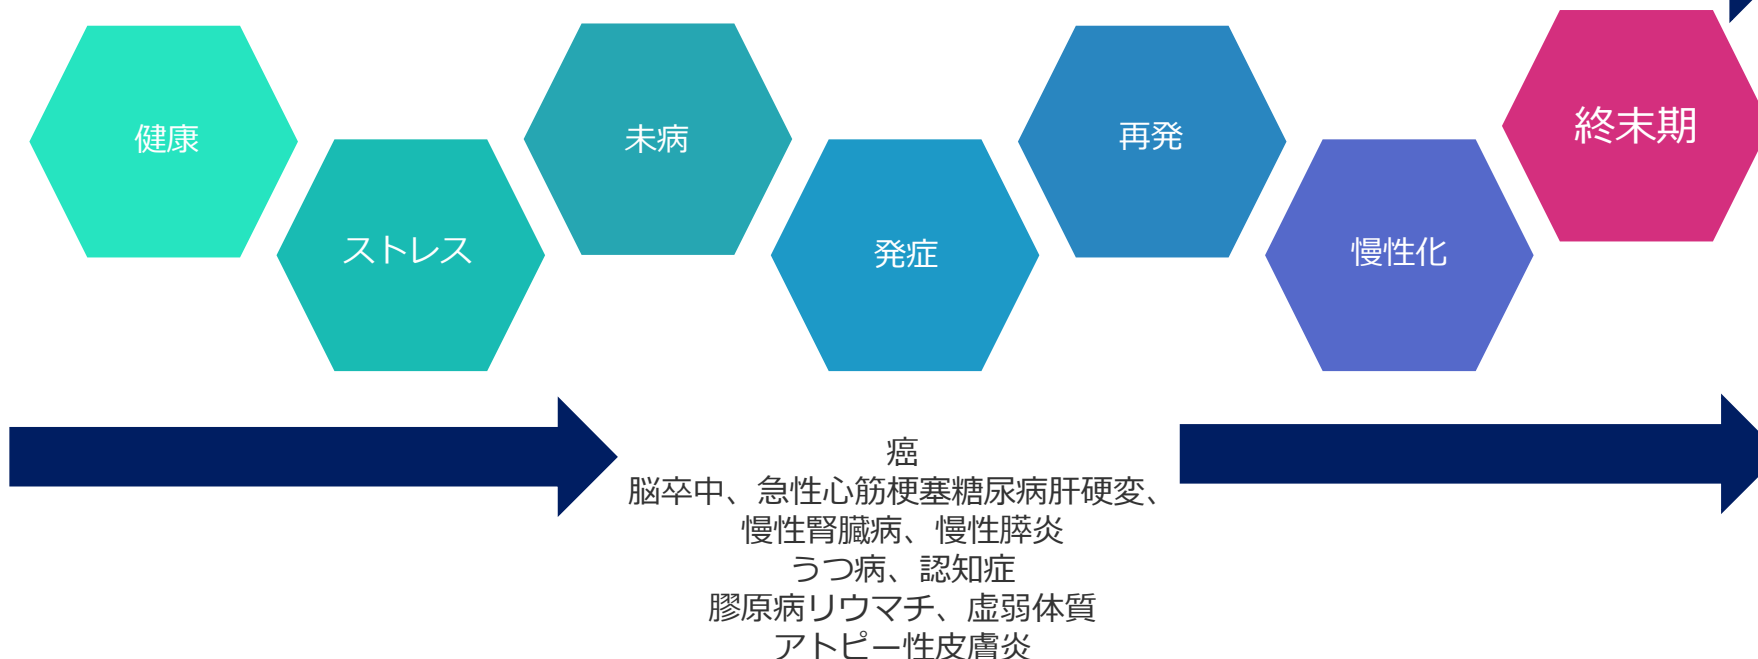 健康
ストレス
未病
発症
再発
慢性化
終末期
癌
脳卒中、急性心筋梗塞糖尿病肝硬変、
慢性腎臓病、慢性膵炎
うつ病、認知症
膠原病リウマチ、虚弱体質
アトピー性皮膚炎